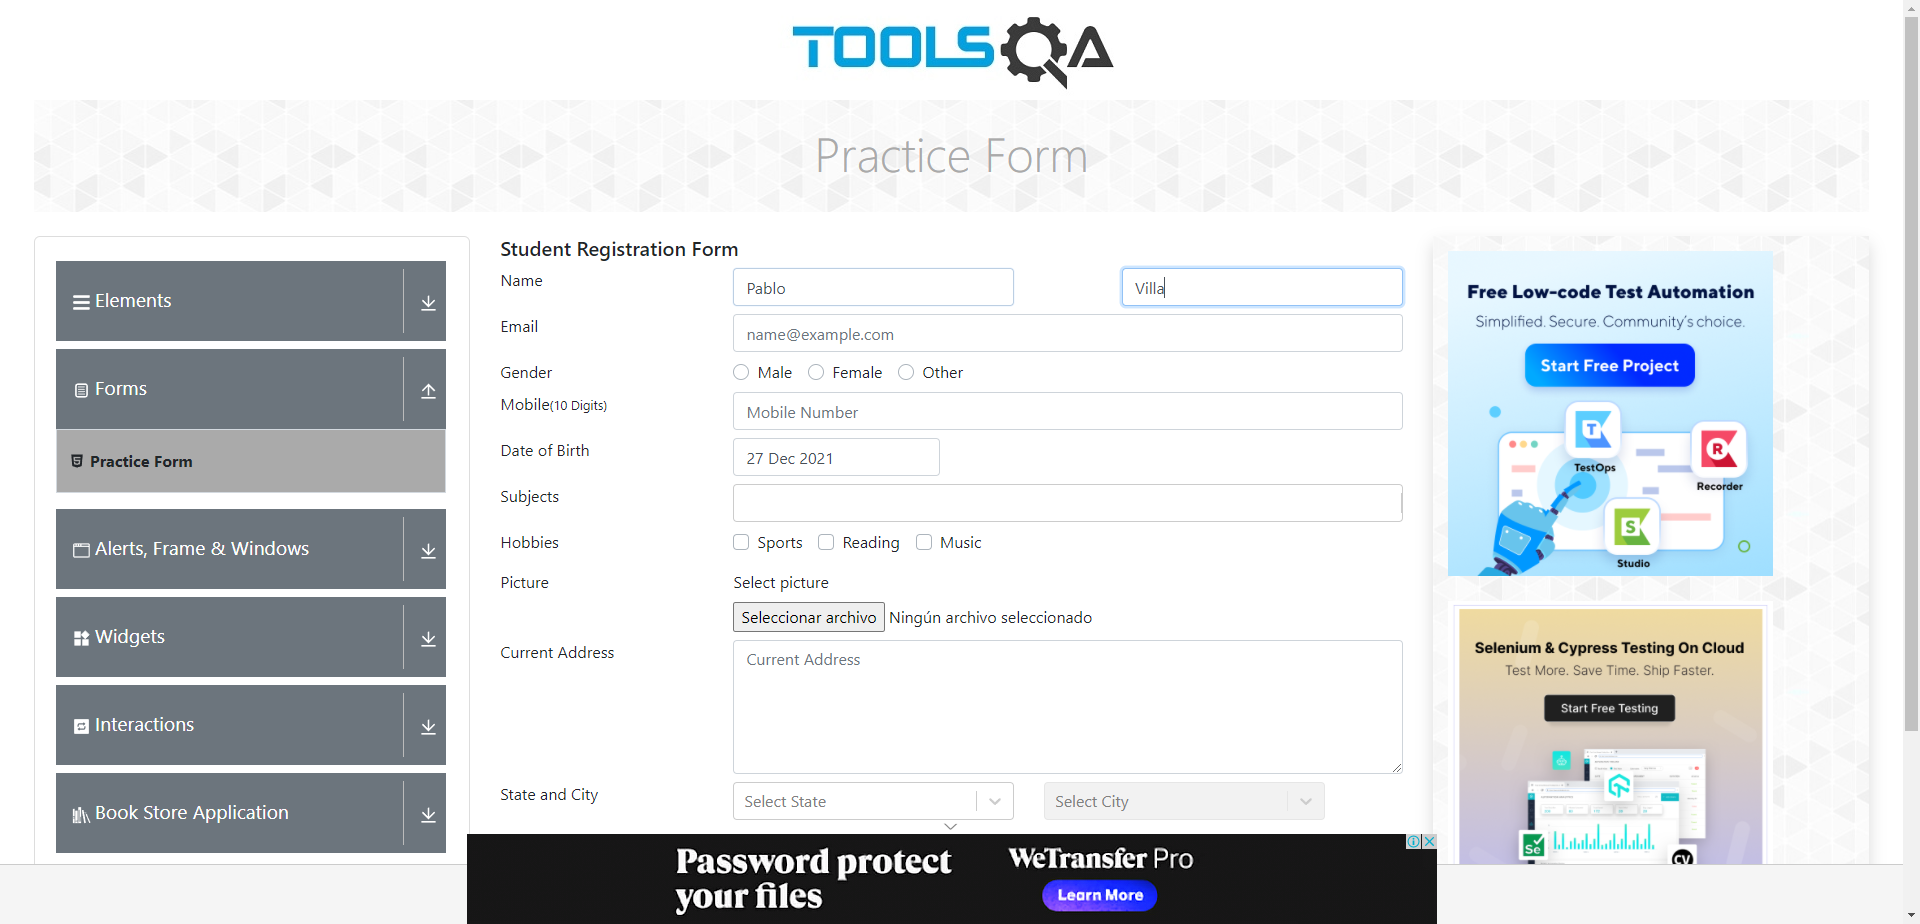 TOOLSQA
Practice Form
Elements
Forms
Practice Form
Alerts, Frame & Windows
Widgets
Interactions
Book Store Application
Student Registration Form
Name
Pablo
Villa
Email
name@example.com
Gender
Male
Female
Other
Mobile(10 Digits)
Mobile Number
Date of Birth
27 Dec 2021
Subjects
Hobbies
Sports
Reading
Music
Picture
Select picture
Seleccionar archivo Ningún archivo seleccionado
Current Address
Current Address
State and City
Select State
Select City
Free Low-code Test Automation
Simplified. Secure. Community's choice.
Start Free Project
T
TestOps
R
Recorder
S
Studio
Selenium & Cypress Testing On Cloud
Test More. Save Time. Ship Faster.
Start Free Testing
Se
CV
Password protect
your files
WeTransfer Pro
Learn More